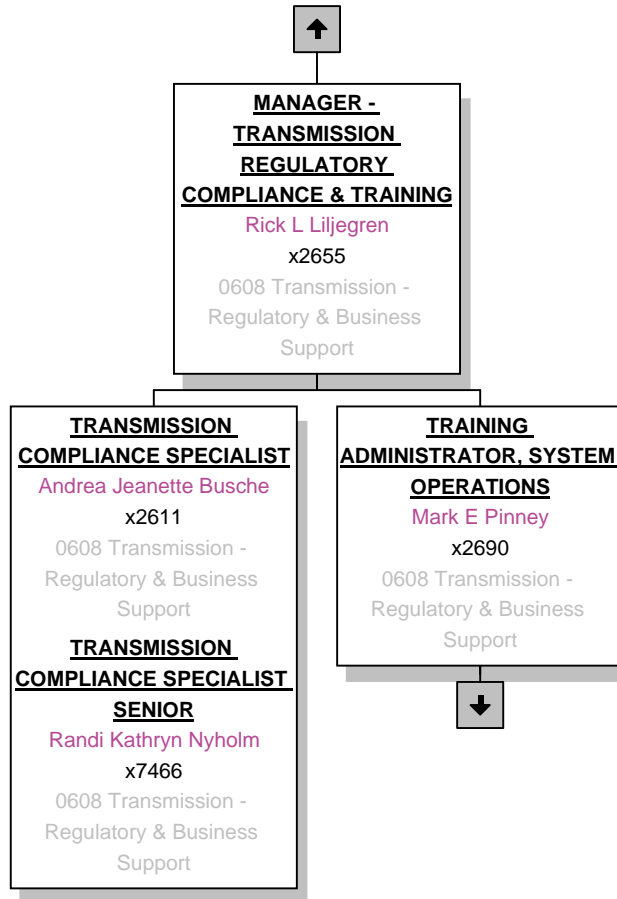 MANAGER -
TRANSMISSION
REGULATORY
COMPLIANCE & TRAINING
Rick L Liljegren
x2655
0608 Transmission -
Regulatory & Business
Support
TRANSMISSION
COMPLIANCE SPECIALIST
Andrea Jeanette Busche
x2611
0608 Transmission -
Regulatory & Business
Support
TRANSMISSION
COMPLIANCE SPECIALIST
SENIOR
Randi Kathryn Nyholm
x7466
0608 Transmission -
Regulatory & Business
Support
TRAINING
ADMINISTRATOR, SYSTEM
OPERATIONS
Mark E Pinney
x2690
0608 Transmission -
Regulatory & Business
Support